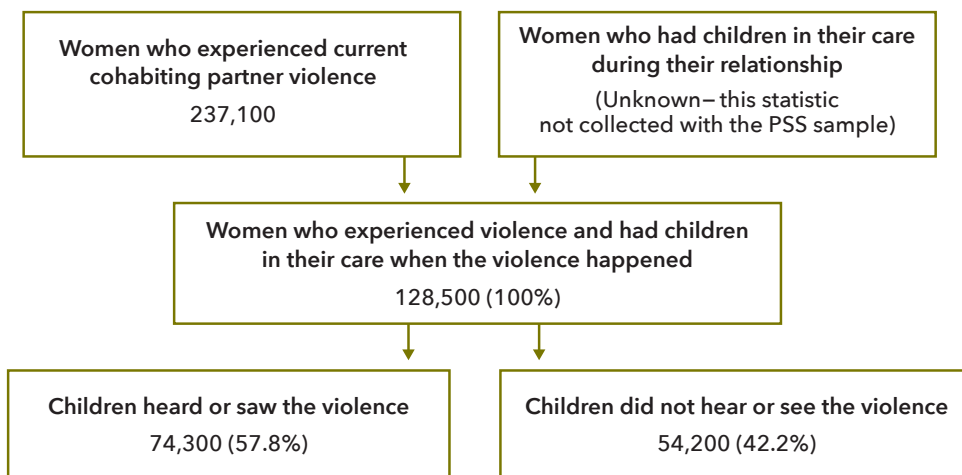 Women who experienced current
cohabiting partner violence
237,100
Women who had children in their care
during their relationship
(Unknown– this statistic
not collected with the PSS sample)
Women who experienced violence and had children
in their care when the violence happened
128,500 (100%)
Children heard or saw the violence
74,300 (57.8%)
Children did not hear or see the violence
54,200 (42.2%)